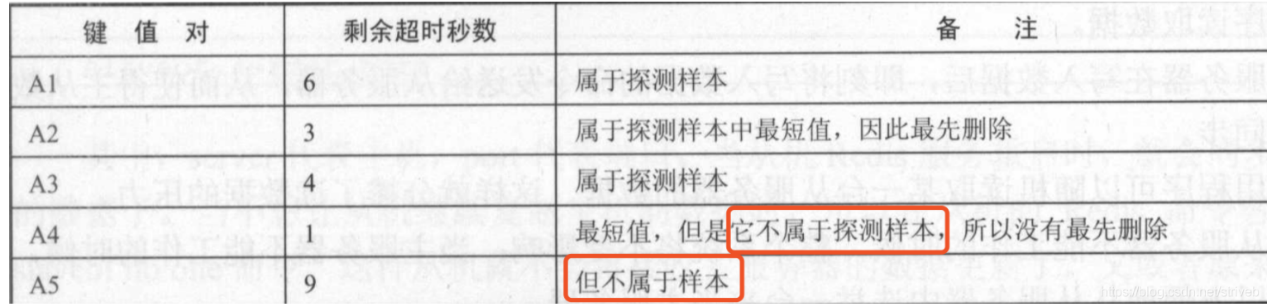 键 值 对 剩余超时秒数 备 注
A1 6 属于探测样本
A2 3 属于探测样本中最短值，因此最先删除
A3 4 属于探测样本
A4 1 最短值，但是它不属于探测样本，所以没有最先删除
A5 9 但不属于样本